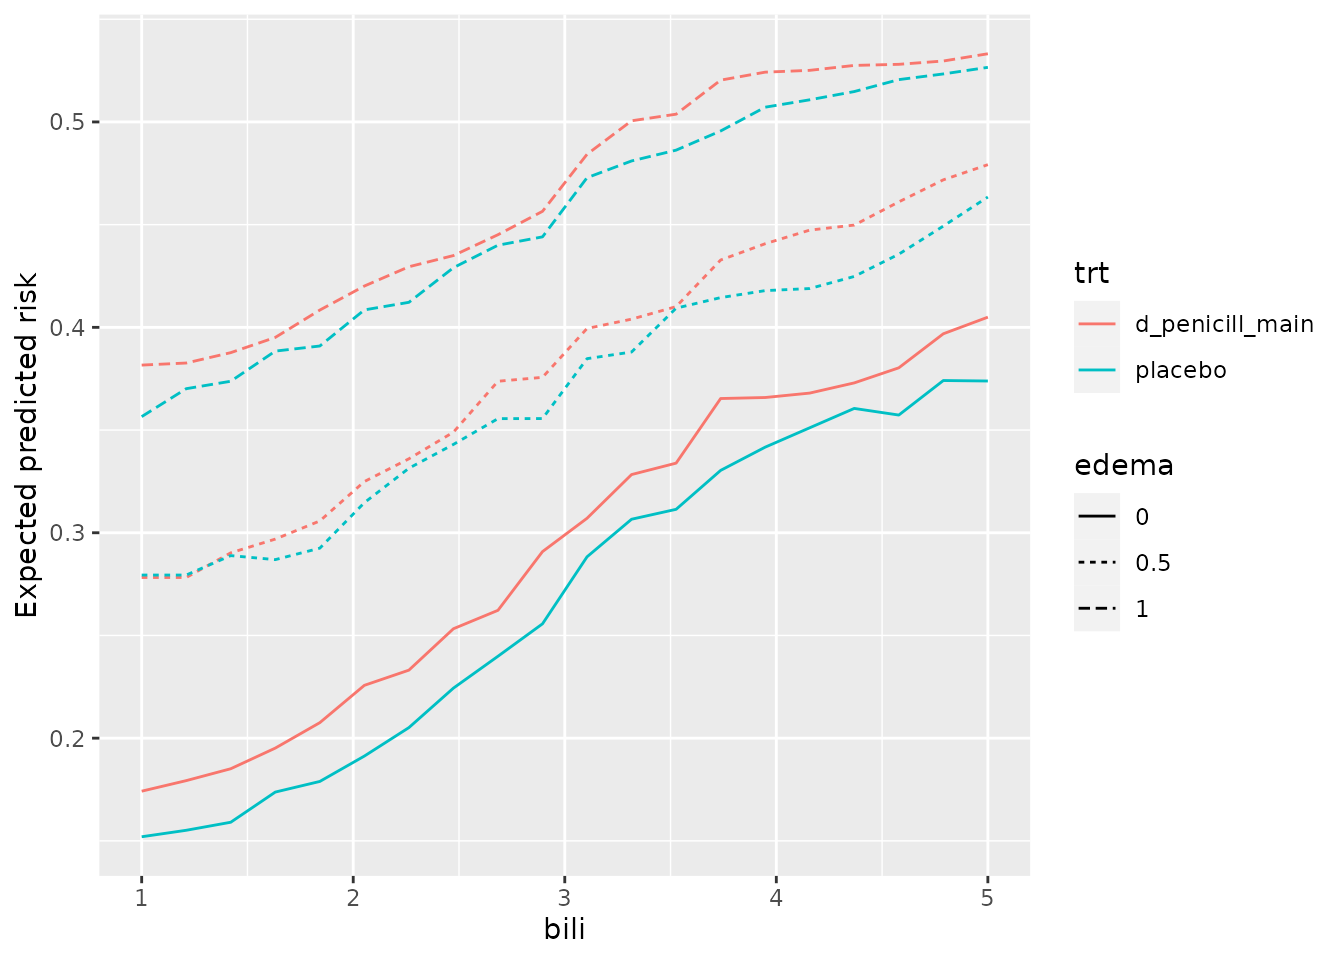 Expected predicted risk
0.5
0.4
0.3
0.2
1 2 3 4 5
bili
trt
d_penicill_main
placebo
edema
0
0.5
1